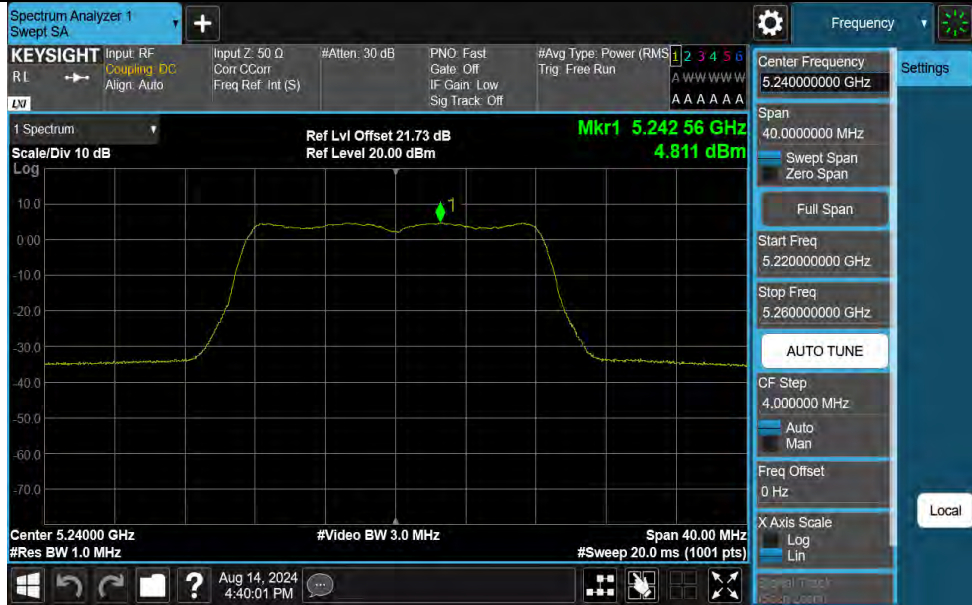 Spectrum Analyzer 1
Swept SA
Frequency
KEYSIGHT
RL
LXI
Input: RF
Coupling: DC
Align: Auto
Input Z: 50 Ω
Corr CCorr
Freq Ref: Int (S)
#Atten: 30 dB
PNO: Fast
Gate: Off
IF Gain: Low
Sig Track: Off
#Avg Type: Power (RMS
Trig: Free Run
1 2 3 4 5 6
A W W W W W
A A A A A A
1 Spectrum
Scale/Div 10 dB
Log
Ref Lvl Offset 21.73 dB
Ref Level 20.00 dBm
Mkr1 5.242 56 GHz
4.811 dBm
1
10.0
0.00
-10.0
-20.0
-30.0
-40.0
-50.0
-60.0
-70.0
Center 5.24000 GHz
#Res BW 1.0 MHz
#Video BW 3.0 MHz
Span 40.00 MHz
#Sweep 20.0 ms (1001 pts)
?
Aug 14, 2024
4:40:01 PM
Center Frequency
5.240000000 GHz
Span
40.0000000 MHz
Swept Span
Zero Span
Full Span
Start Freq
5.220000000 GHz
Stop Freq
5.260000000 GHz
AUTO TUNE
CF Step
4.000000 MHz
Auto
Man
Freq Offset
0 Hz
X Axis Scale
Log
Lin
Signal Track
(Span Zoom)
Settings
Local